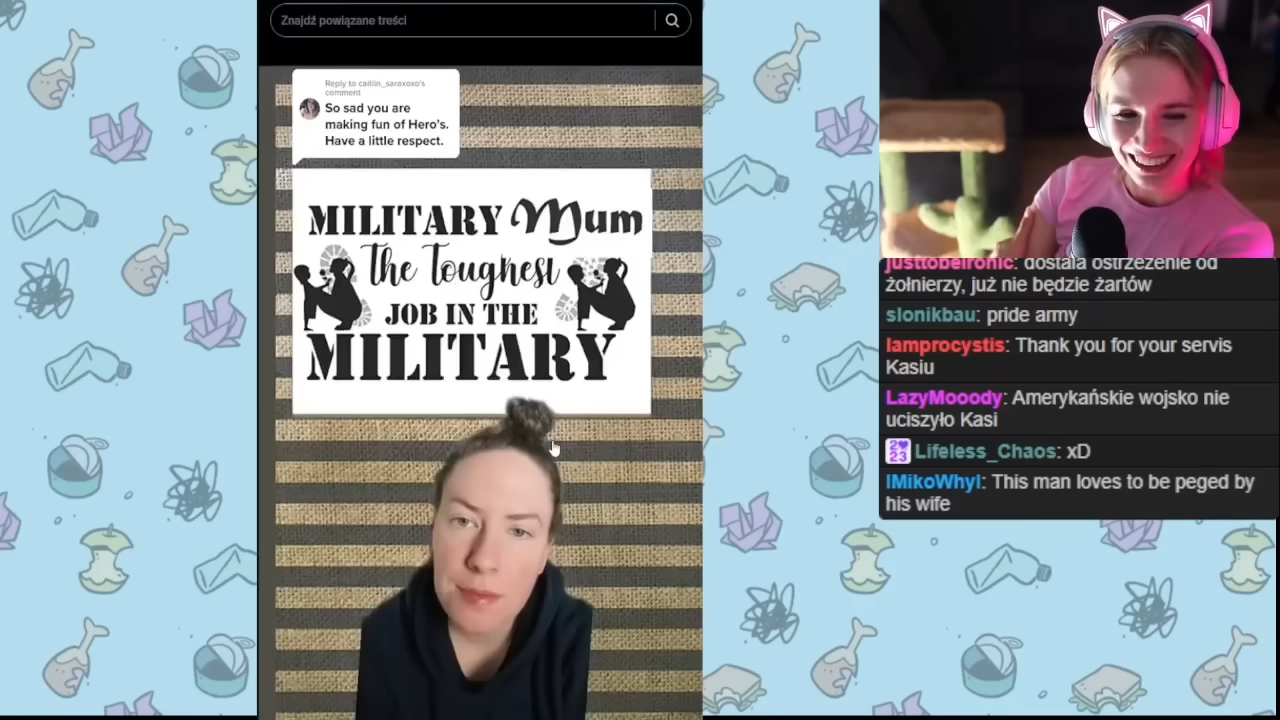 Znajdź powiązane treści
Reply to caitlin_saraxoxo's
comment
So sad you are
making fun of Hero's.
Have a little respect.
MILITARY Mum
The Toughest
JOB IN THE
MILITARY
justtobeironic: dostała ostrzeżenie od
żołnierzy, już nie będzie żartów
slonikbau: pride army
lamprocystis: Thank you for your servis
Kasiu
LazyMooody: Amerykańskie wojsko nie
uciszyło Kasi
2023 Lifeless_Chaos: xD
IMikoWhyI: This man loves to be peged by
his wife